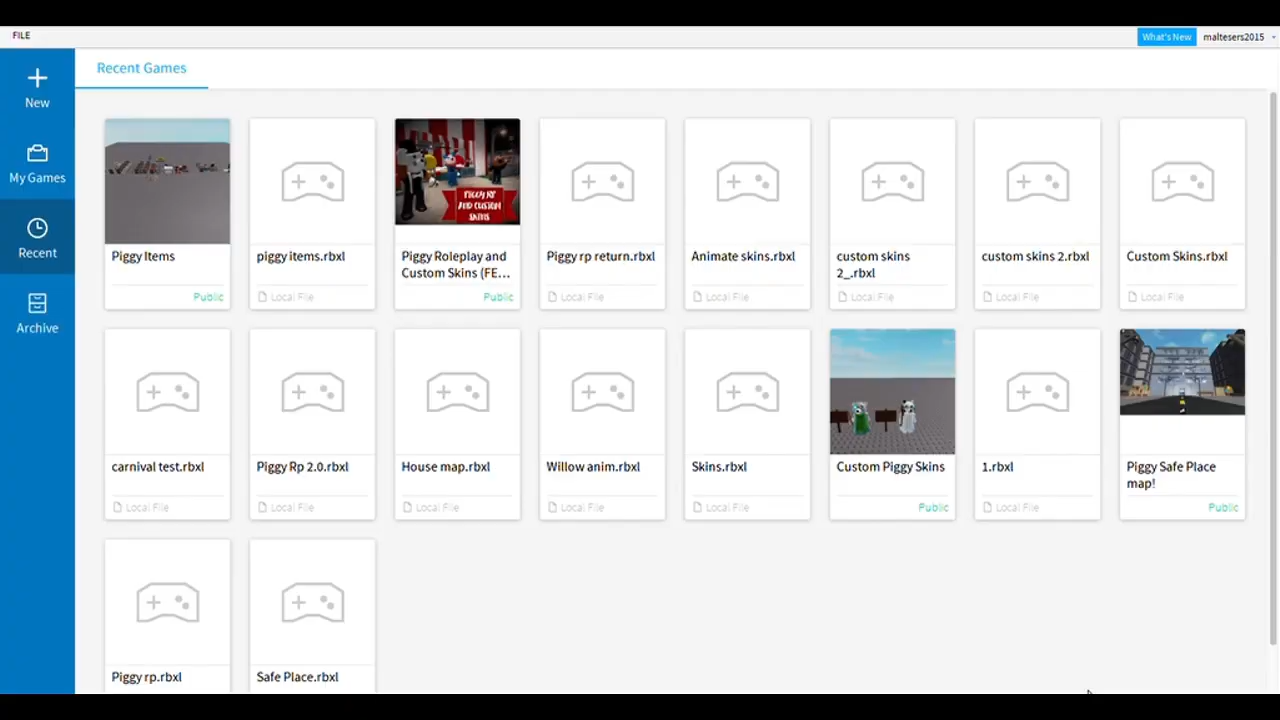 FILE
What's New
maltesers2015
New
My Games
Recent
Archive
Recent Games
Piggy Items
Public
piggy items.rbxl
Local File
PIGGY RP
AND CUSTOM
SKINS
Piggy Roleplay and
Custom Skins (FE...
Public
Piggy rp return.rbxl
Local File
Animate skins.rbxl
Local File
custom skins
2_.rbxl
Local File
custom skins 2.rbxl
Local File
Custom Skins.rbxl
Local File
carnival test.rbxl
Local File
Piggy Rp 2.0.rbxl
Local File
House map.rbxl
Local File
Willow anim.rbxl
Local File
Skins.rbxl
Local File
Custom Piggy Skins
Public
1.rbxl
Local File
Piggy Safe Place
map!
Public
Piggy rp.rbxl
Safe Place.rbxl